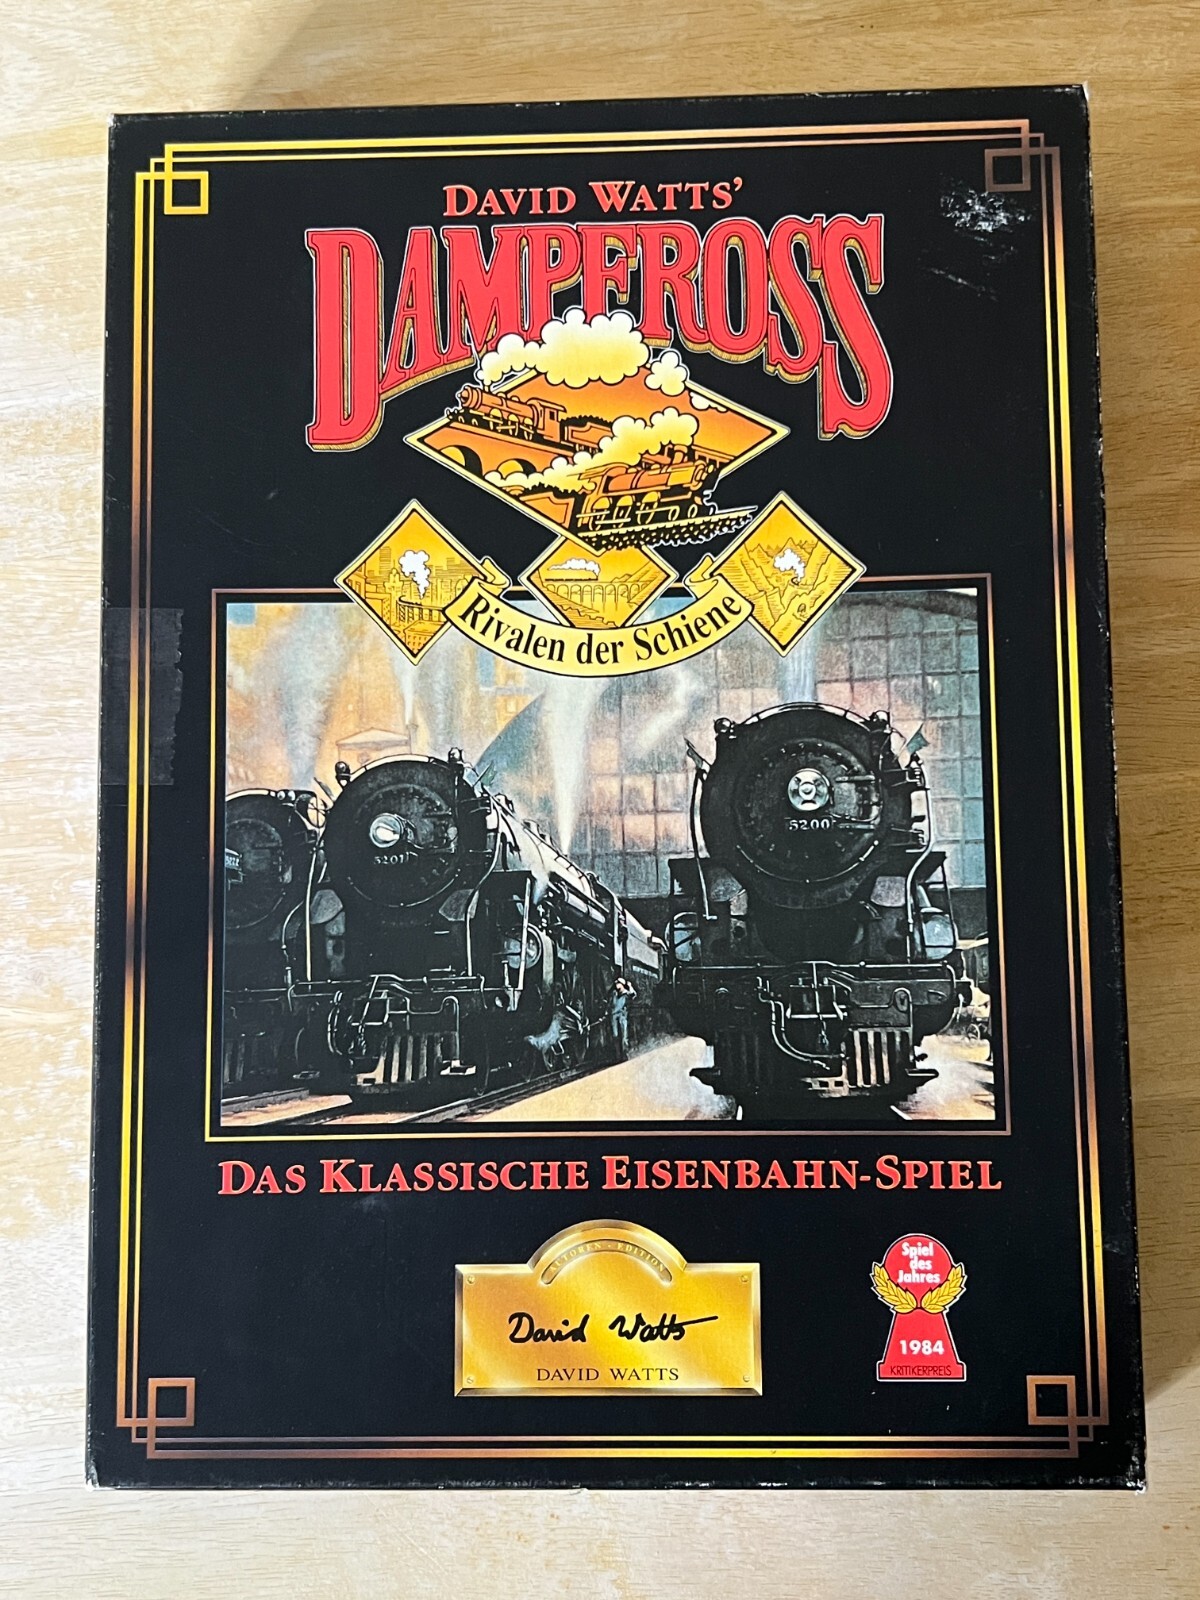 DAVID WATTS'
DAMPFROSS
Rivalen der Schiene
5201
5200
DAS KLASSISCHE EISENBAHN-SPIEL
AUTOREN-EDITION
David Watts
DAVID WATTS
Spiel
des
Jahres
1984
KRITIKERPREIS